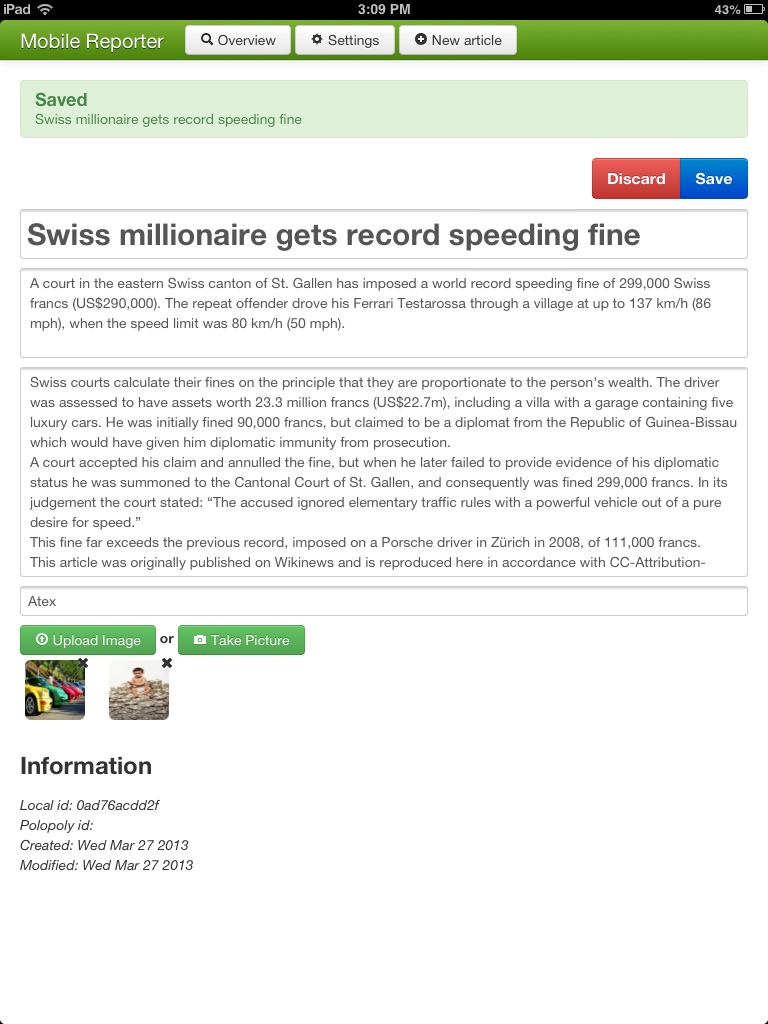 iPad
3:09 PM
43%
Mobile Reporter
Overview
Settings
New article
Saved
Swiss millionaire gets record speeding fine
Discard
Save
Swiss millionaire gets record speeding fine
A court in the eastern Swiss canton of St. Gallen has imposed a world record speeding fine of 299,000 Swiss
francs (US$290,000). The repeat offender drove his Ferrari Testarossa through a village at up to 137 km/h (86
mph), when the speed limit was 80 km/h (50 mph).
Swiss courts calculate their fines on the principle that they are proportionate to the person's wealth. The driver
was assessed to have assets worth 23.3 million francs (US$22.7m), including a villa with a garage containing five
luxury cars. He was initially fined 90,000 francs, but claimed to be a diplomat from the Republic of Guinea-Bissau
which would have given him diplomatic immunity from prosecution.
A court accepted his claim and annulled the fine, but when he later failed to provide evidence of his diplomatic
status he was summoned to the Cantonal Court of St. Gallen, and consequently was fined 299,000 francs. In its
judgement the court stated: “The accused ignored elementary traffic rules with a powerful vehicle out of a pure
desire for speed.”
This fine far exceeds the previous record, imposed on a Porsche driver in Zürich in 2008, of 111,000 francs.
This article was originally published on Wikinews and is reproduced here in accordance with CC-Attribution-
Atex
Upload Image or Take Picture
Information
Local id: 0ad76acdd2f
Polopoly id:
Created: Wed Mar 27 2013
Modified: Wed Mar 27 2013